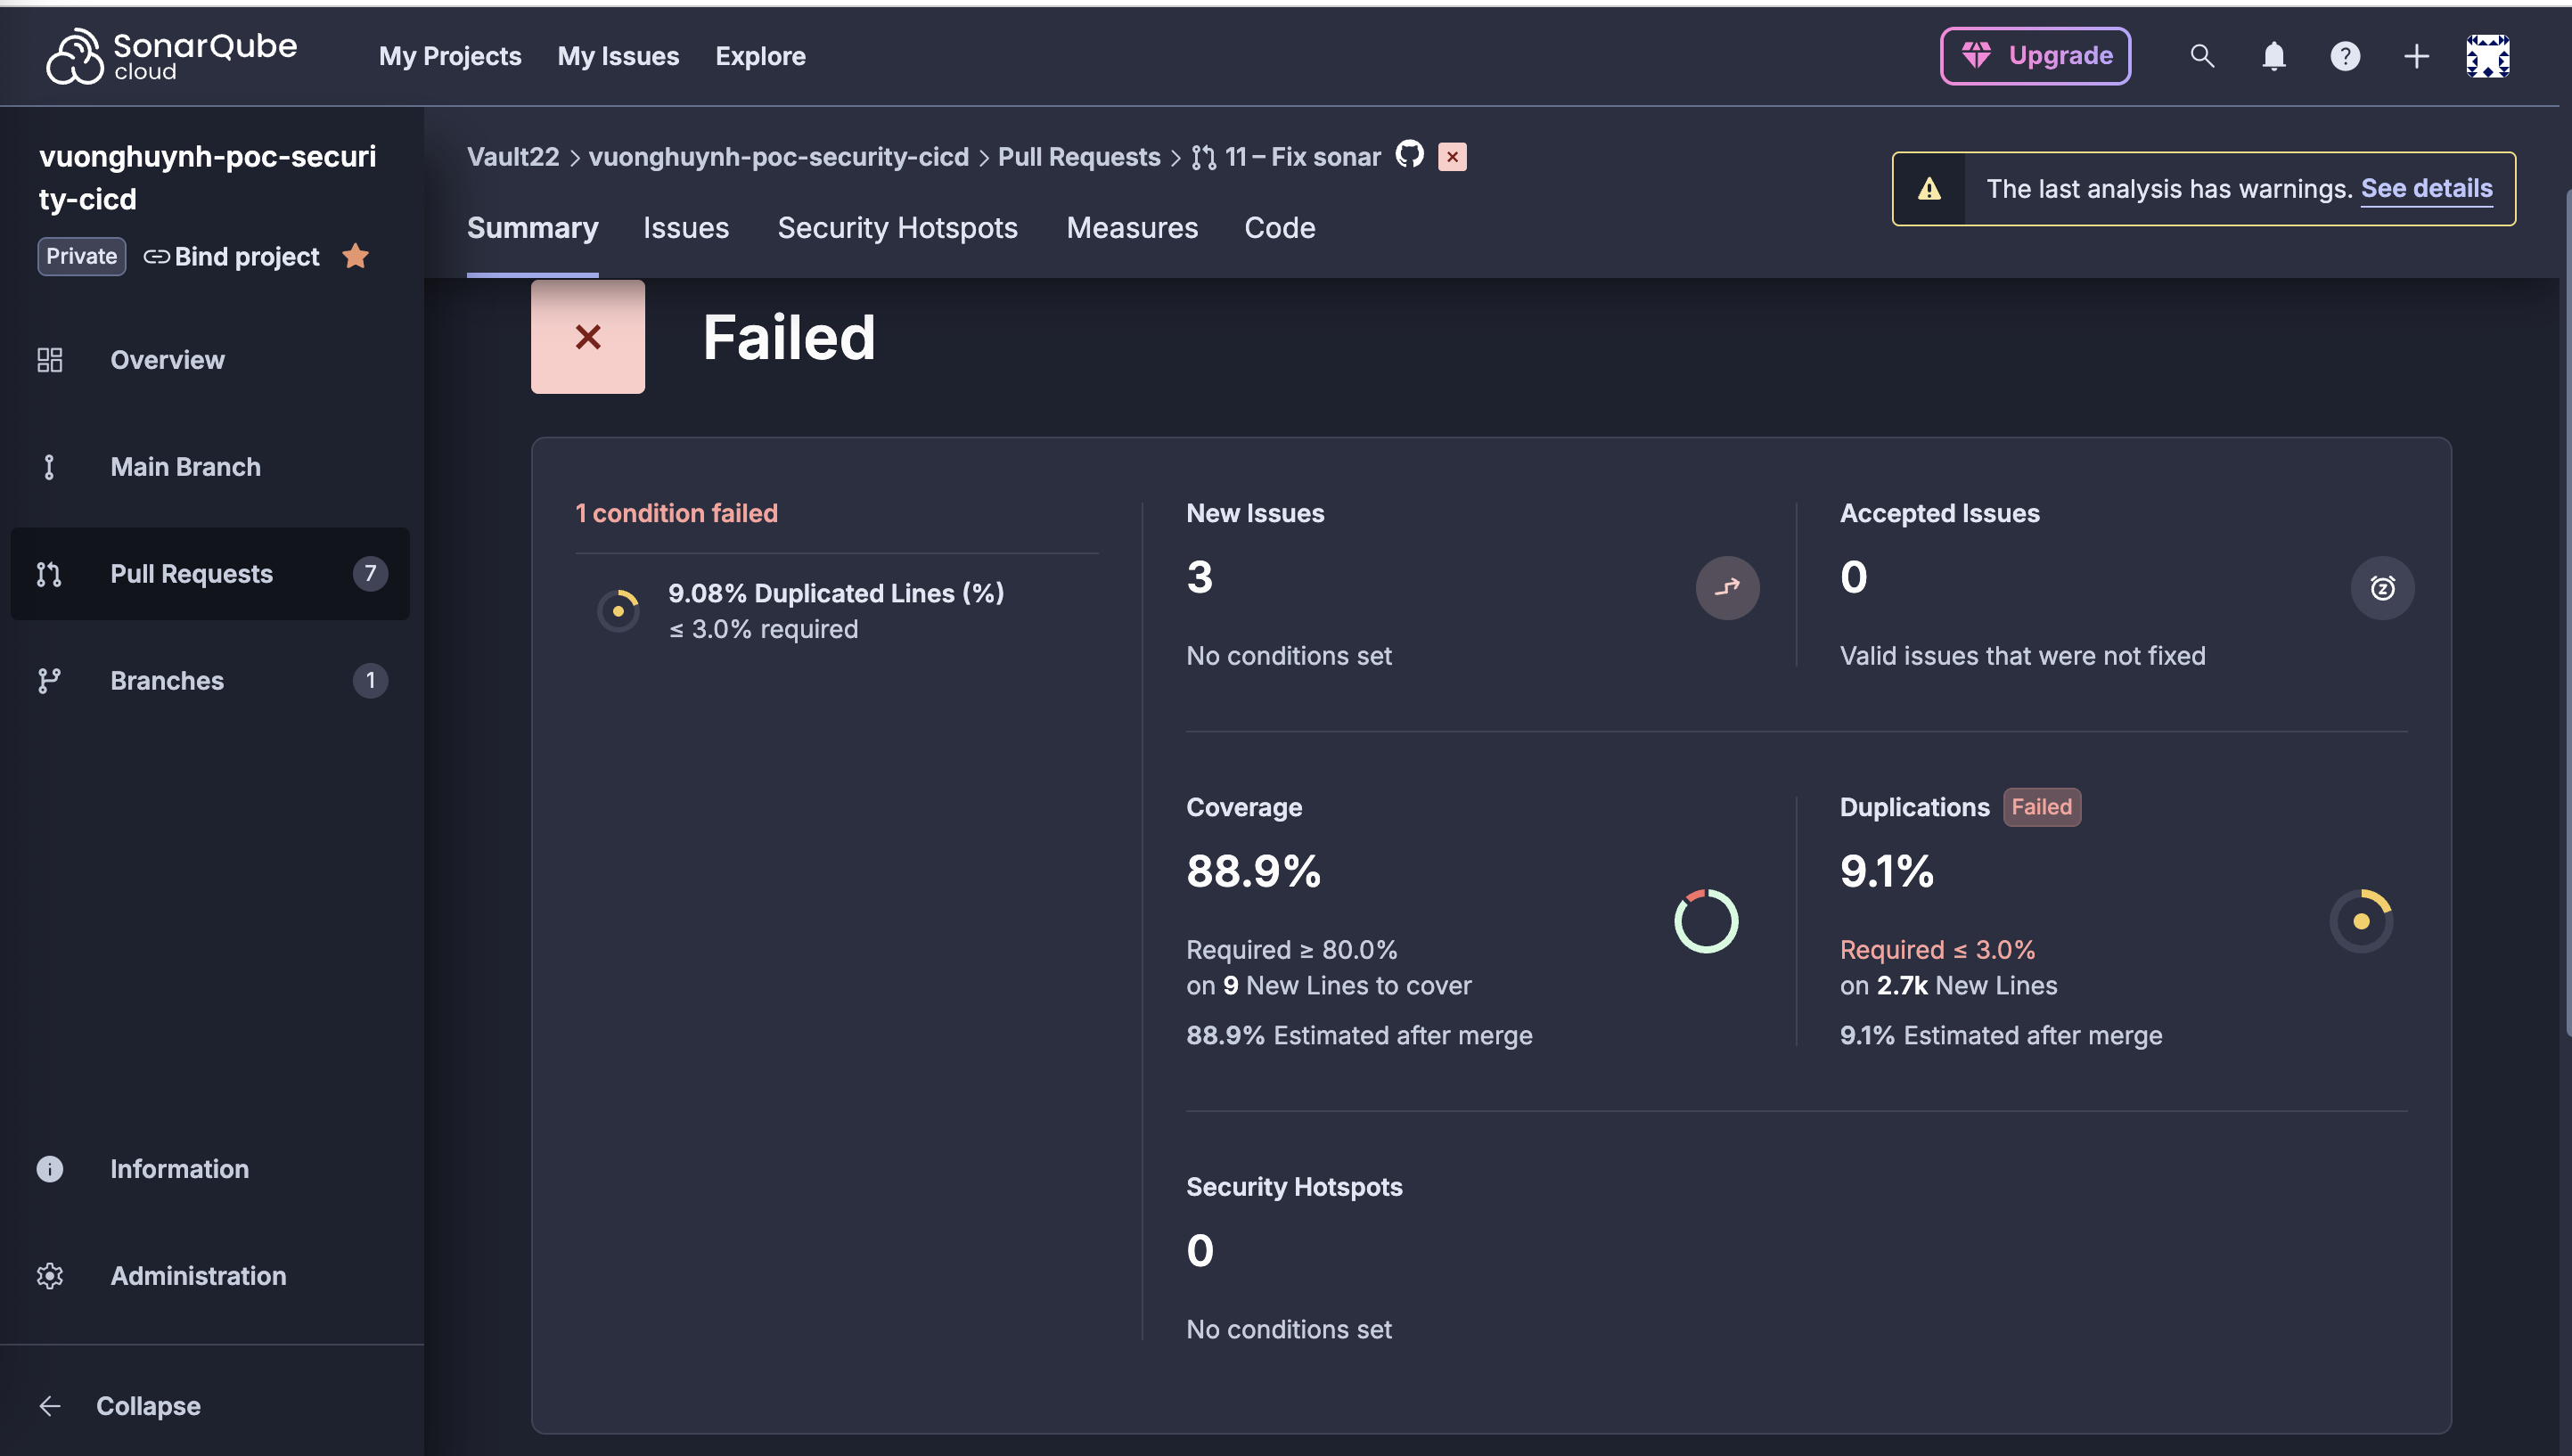 SonarQube
cloud
My Projects
My Issues
Explore
Upgrade
vuonghuynh-poc-securi
ty-cicd
Private
Bind project
Overview
Main Branch
Pull Requests
7
Branches
1
Information
Administration
Collapse
Vault22 > vuonghuynh-poc-security-cicd > Pull Requests > 11 – Fix sonar
The last analysis has warnings. See details
Summary
Issues
Security Hotspots
Measures
Code
Failed
1 condition failed
9.08% Duplicated Lines (%)
≤ 3.0% required
New Issues
3
No conditions set
Accepted Issues
0
Valid issues that were not fixed
Coverage
88.9%
Required ≥ 80.0%
on 9 New Lines to cover
88.9% Estimated after merge
Duplications Failed
9.1%
Required ≤ 3.0%
on 2.7k New Lines
9.1% Estimated after merge
Security Hotspots
0
No conditions set